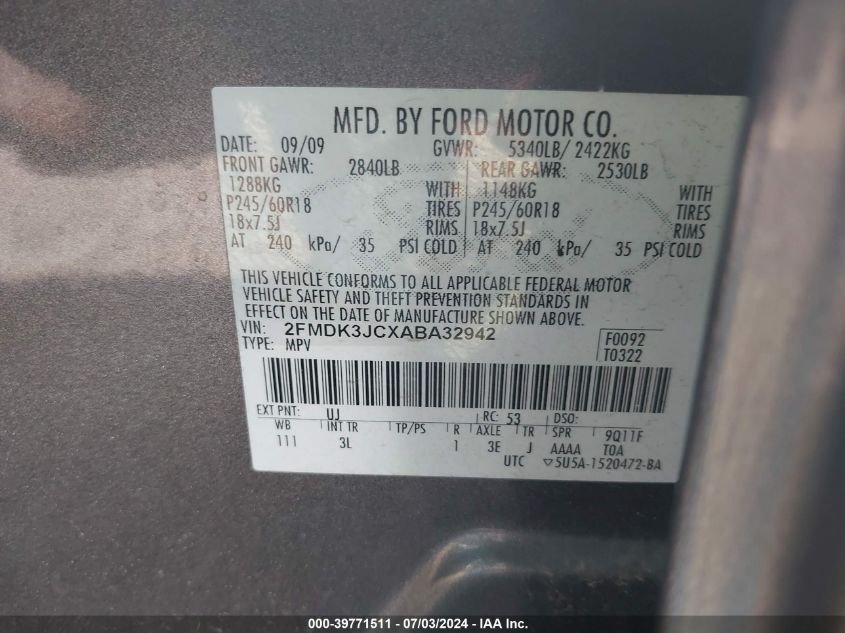 MFD. BY FORD MOTOR CO.
DATE: 09/09 GVWR: 5340LB/ 2422KG
FRONT GAWR: 2840LB REAR GAWR: 2530LB
1288KG WITH 1148KG WITH
P245/60R18 TIRES P245/60R18 TIRES
18x7.5J RIMS 18x7.5J RIMS
AT 240 kPa/ 35 PSI COLD AT 240 kPa/ 35 PSI COLD
THIS VEHICLE CONFORMS TO ALL APPLICABLE FEDERAL MOTOR
VEHICLE SAFETY AND THEFT PREVENTION STANDARDS IN
EFFECT ON THE DATE OF MANUFACTURE SHOWN ABOVE.
VIN: 2FMDK3JCXABA32942
TYPE: MPV
F0092
T0322
EXT PNT: UJ RC: 53 DSO:
WB INT TR TP/PS R AXLE TR SPR 9Q11F
111 3L 1 3E J AAAA T0A
UTC ▽5U5A-1520472-BA
000-39771511 - 07/03/2024 - IAA Inc.